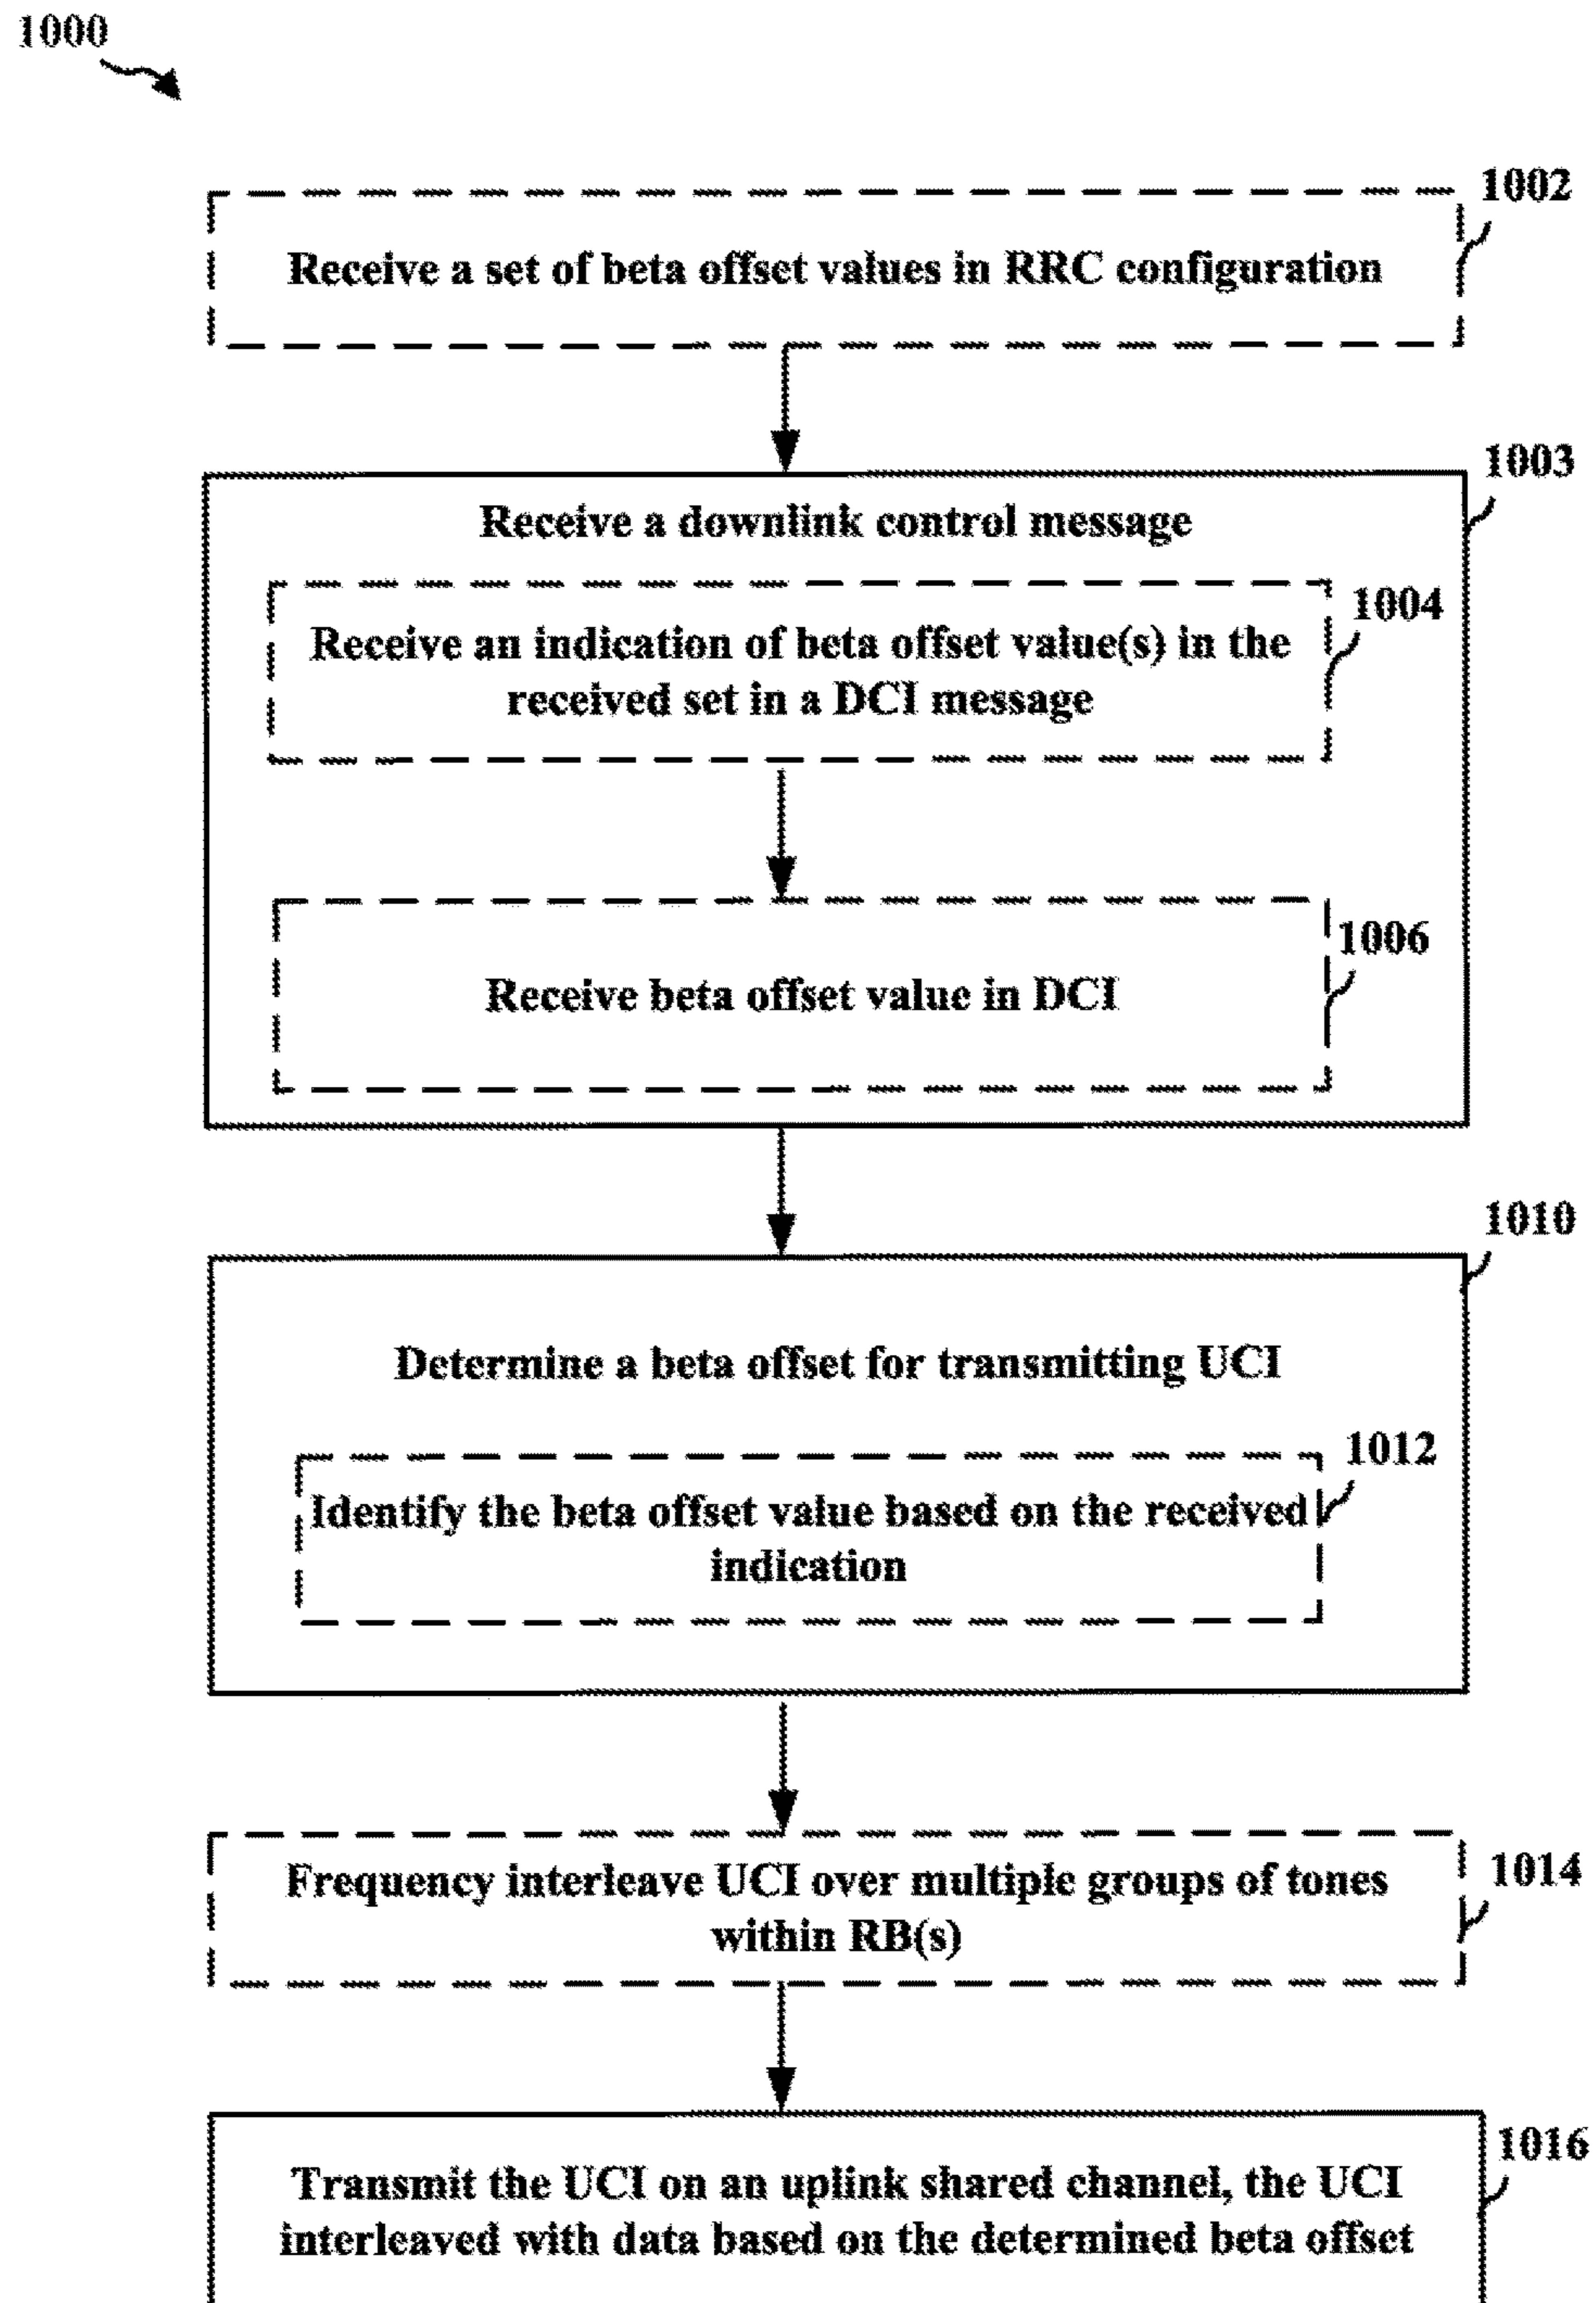 1000
1002
Receive a set of beta offset values in RRC configuration
1003
Receive a downlink control message
1004
Receive an indication of beta offset value(s) in the
received set in a DCI message
1006
Receive beta offset value in DCI
1010
Determine a beta offset for transmitting UCI
1012
Identify the beta offset value based on the received
indication
1014
Frequency interleave UCI over multiple groups of tones
within RB(s)
1016
Transmit the UCI on an uplink shared channel, the UCI
interleaved with data based on the determined beta offset